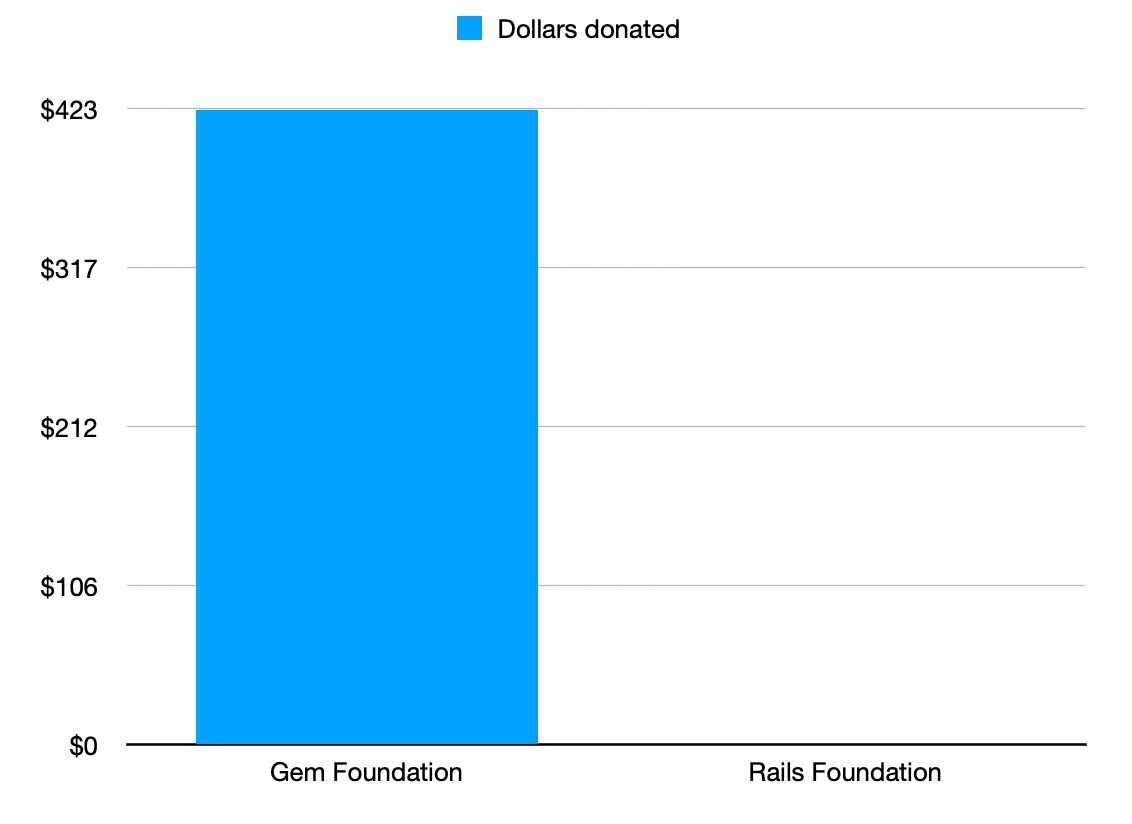 Dollars donated
$423
$317
$212
$106
$0
Gem Foundation
Rails Foundation